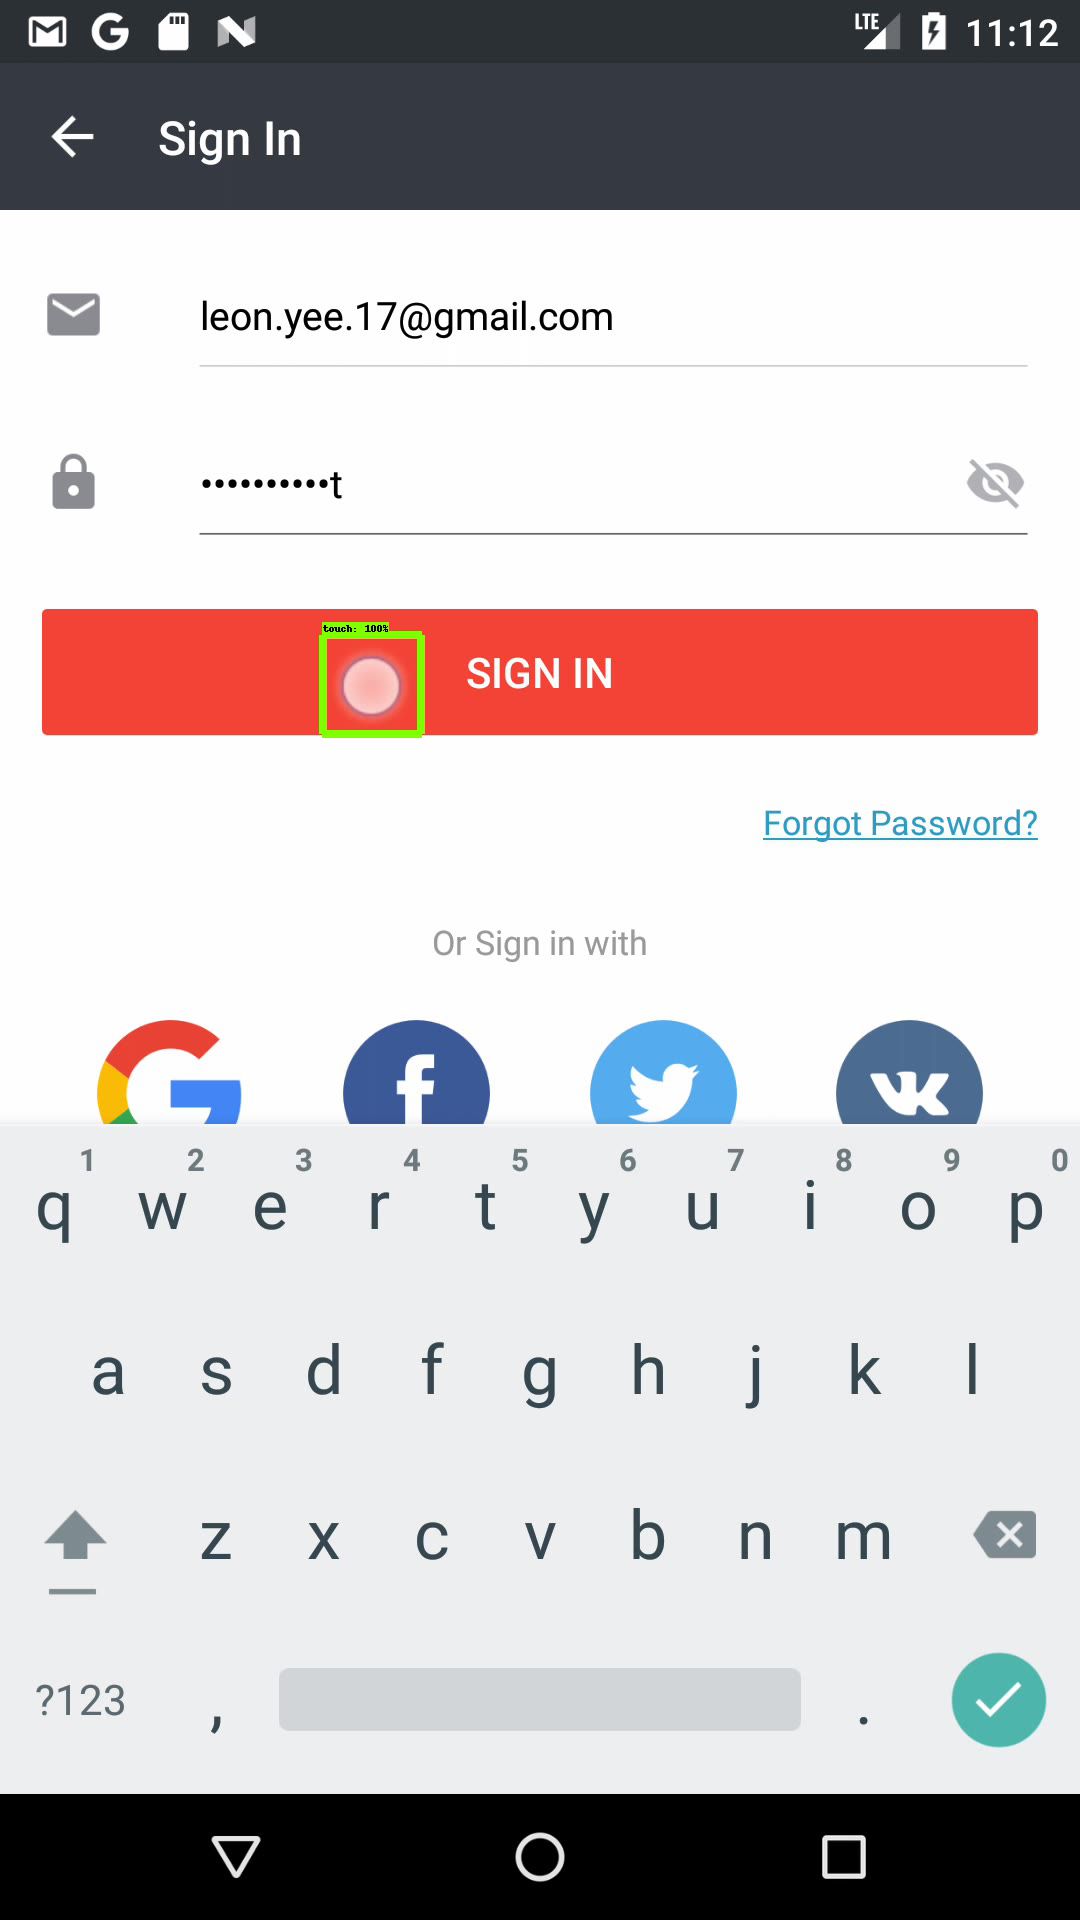 LTE 11:12
Sign In
leon.yee.17@gmail.com
••••••••••t
touch: 100%
SIGN IN
Forgot Password?
Or Sign in with
1 2 3 4 5 6 7 8 9 0
q w e r t y u i o p
a s d f g h j k l
z x c v b n m
?123 , .